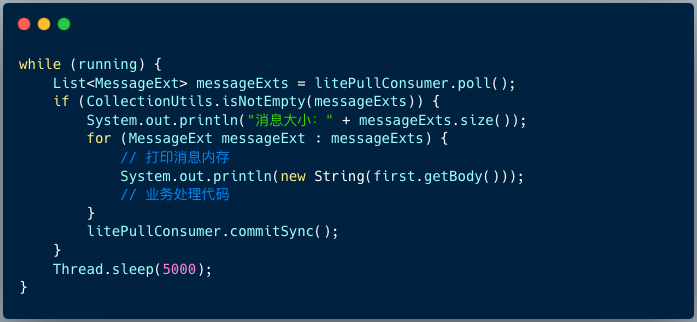 while (running) {
    List<MessageExt> messageExts = litePullConsumer.poll();
    if (CollectionUtils.isNotEmpty(messageExts)) {
        System.out.println("消息大小：" + messageExts.size());
        for (MessageExt messageExt : messageExts) {
            // 打印消息内存
            System.out.println(new String(first.getBody()));
            // 业务处理代码
        }
        litePullConsumer.commitSync();
    }
    Thread.sleep(5000);
}